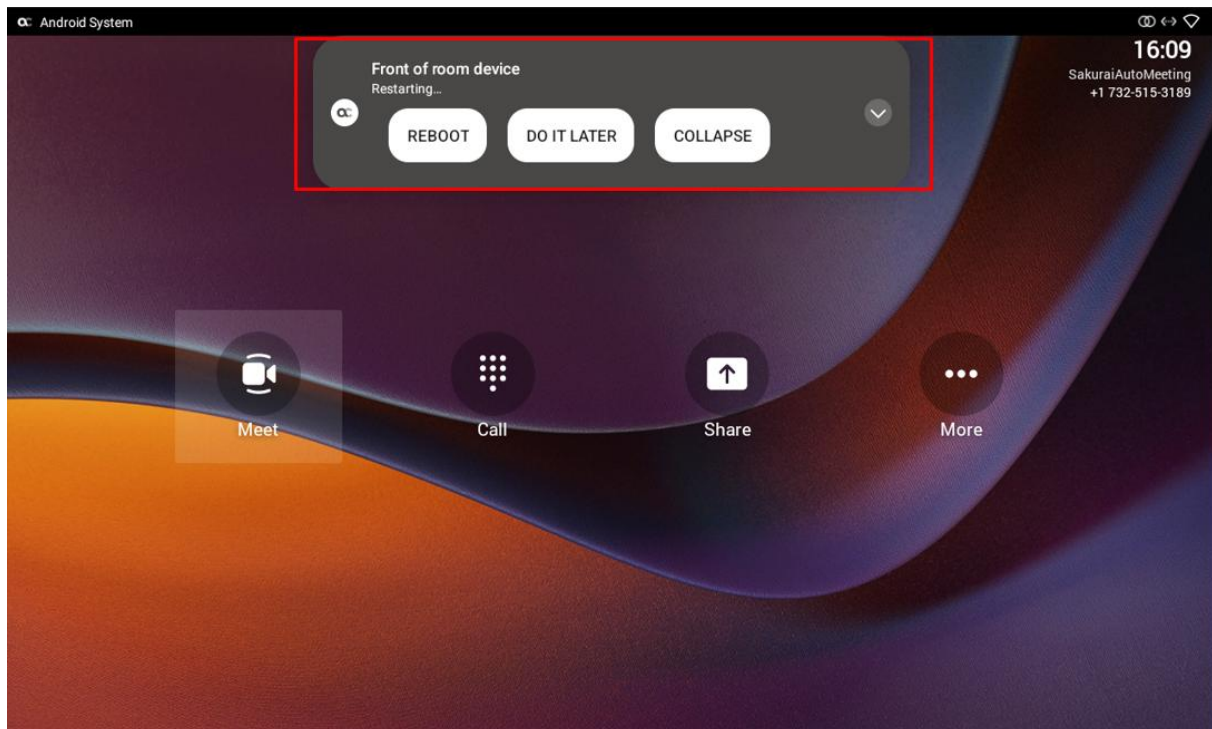 Android System
16:09
SakuraiAutoMeeting
+1 732-515-3189
Front of room device
Restarting...
REBOOT DO IT LATER COLLAPSE
Meet Call Share More